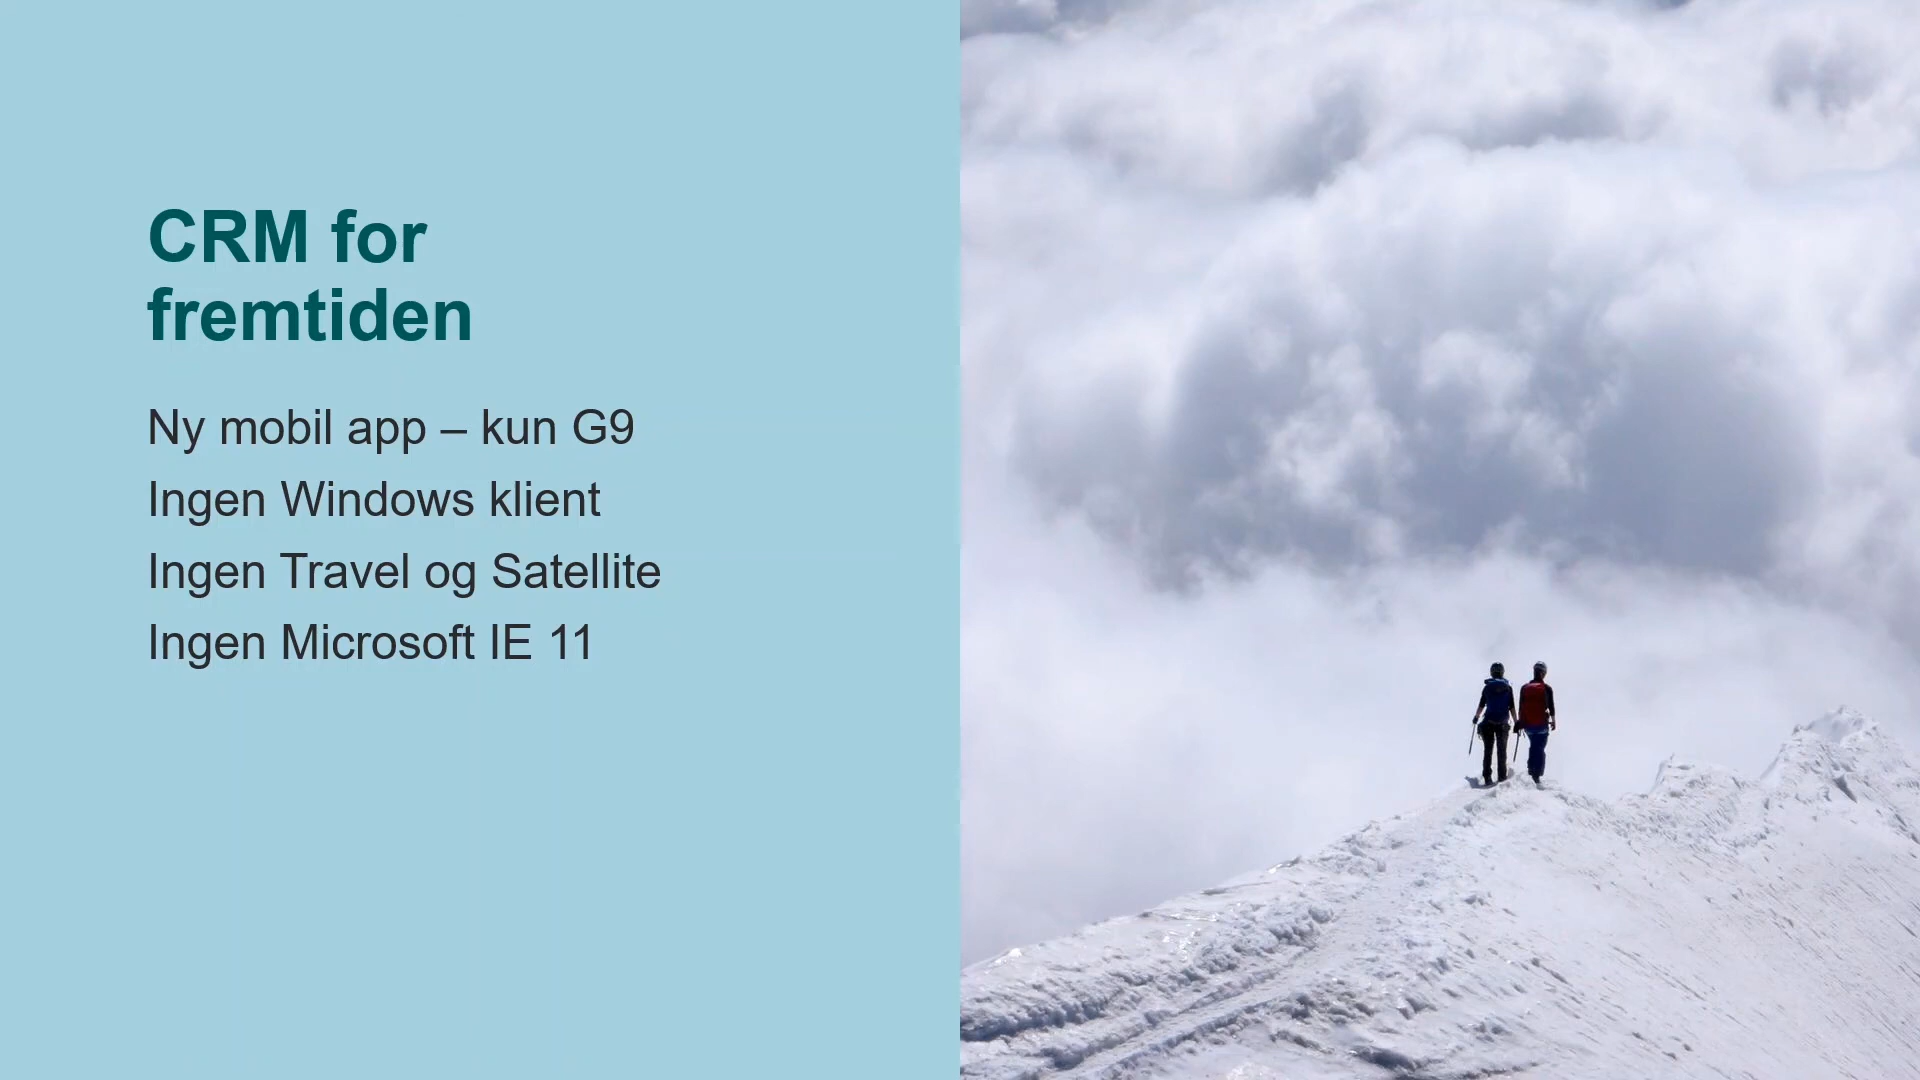 CRM for
fremtiden
Ny mobil app – kun G9
Ingen Windows klient
Ingen Travel og Satellite
Ingen Microsoft IE 11